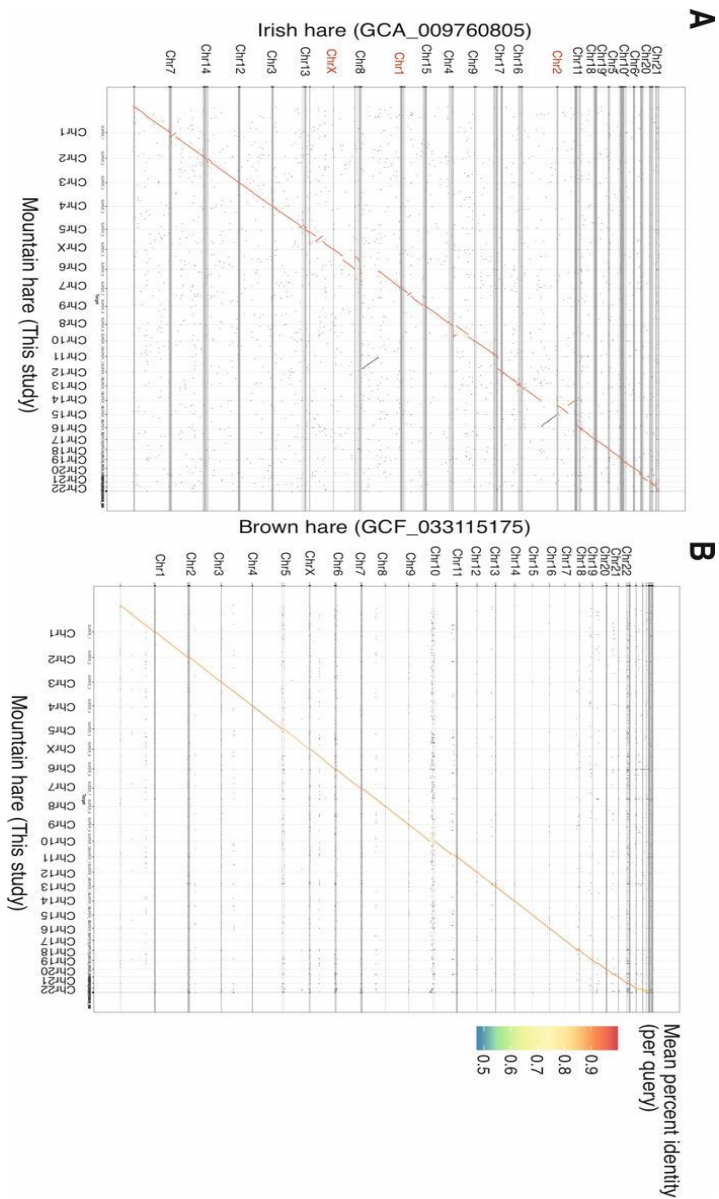 A
Irish hare (GCA_009760805)
Chr7
Chr14
Chr12
Chr3
Chr13
ChrX
Chr8
Chr1
Chr15
Chr4
Chr9
Chr17
Chr16
Chr2
Chr11
Chr18
Chr19
Chr5
Chr10
Chr6
Chr20
Chr21
Chr1
Chr2
Chr3
Chr4
Chr5
ChrX
Chr6
Chr7
Chr9
Chr8
Chr10
Chr11
Chr12
Chr13
Chr14
Chr15
Chr16
Chr17
Chr18
Chr19
Chr20
Chr21
Chr22
Target
Mountain hare (This study)
B
Brown hare (GCF_033115175)
Chr1
Chr2
Chr3
Chr4
Chr5
ChrX
Chr6
Chr7
Chr8
Chr9
Chr10
Chr11
Chr12
Chr13
Chr14
Chr15
Chr16
Chr17
Chr18
Chr19
Chr20
Chr21
Chr22
Chr1
Chr2
Chr3
Chr4
Chr5
ChrX
Chr6
Chr7
Chr8
Chr9
Chr10
Chr11
Chr12
Chr13
Chr14
Chr15
Chr16
Chr17
Chr18
Chr19
Chr20
Chr21
Chr22
Target
Mountain hare (This study)
Mean percent identity
(per query)
0.5
0.6
0.7
0.8
0.9